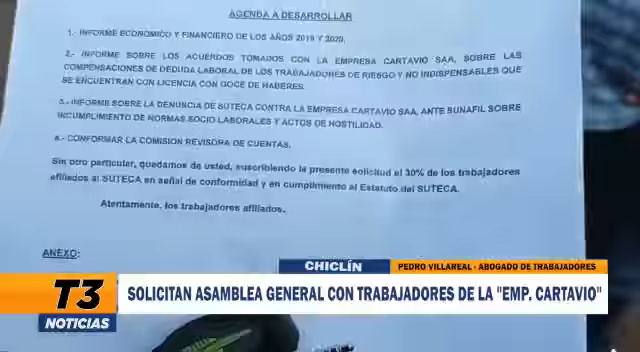 AGENDA A DESARROLLAR
1.- INFORME ECONOMICO Y FINANCIERO DE LOS AÑOS 2019 Y 2020.
2.- INFORME SOBRE LOS ACUERDOS TOMADOS CON LA EMPRESA CARTAVIO SAA, SOBRE LAS
COMPENSACIONES DE DEDUDA LABORAL DE LOS TRABAJADORES DE RIESGO Y NO INDISPENSABLES QUE
SE ENCUENTRAN CON LICENCIA CON GOCE DE HABERES.
3.- INFORME SOBRE LA DENUNCIA DE SUTECA CONTRA LA EMPRESA CARTAVIO SAA, ANTE SUNAFIL SOBRE
INCUMPLIMIENTO DE NORMAS SOCIO LABORALES Y ACTOS DE HOSTILIDAD.
4.- CONFORMAR LA COMISION REVISORA DE CUENTAS.
Sin otro particular, quedamos de usted, suscribiendo la presente solicitud el 30% de los trabajadores
afiliados al SUTECA en señal de conformidad y en cumplimiento al Estatuto del SUTECA.
Atentamente, los trabajadores afiliados.
ANEXO:
CHICLÍN
PEDRO VILLAREAL - ABOGADO DE TRABAJADORES
T3
NOTICIAS
SOLICITAN ASAMBLEA GENERAL CON TRABAJADORES DE LA "EMP. CARTAVIO"